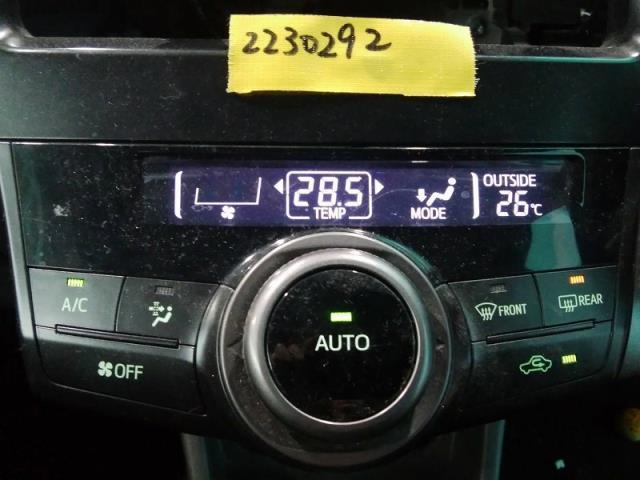 2230292
28.5
TEMP
MODE
OUTSIDE
26°C
A/C
FRONT
REAR
AUTO
OFF